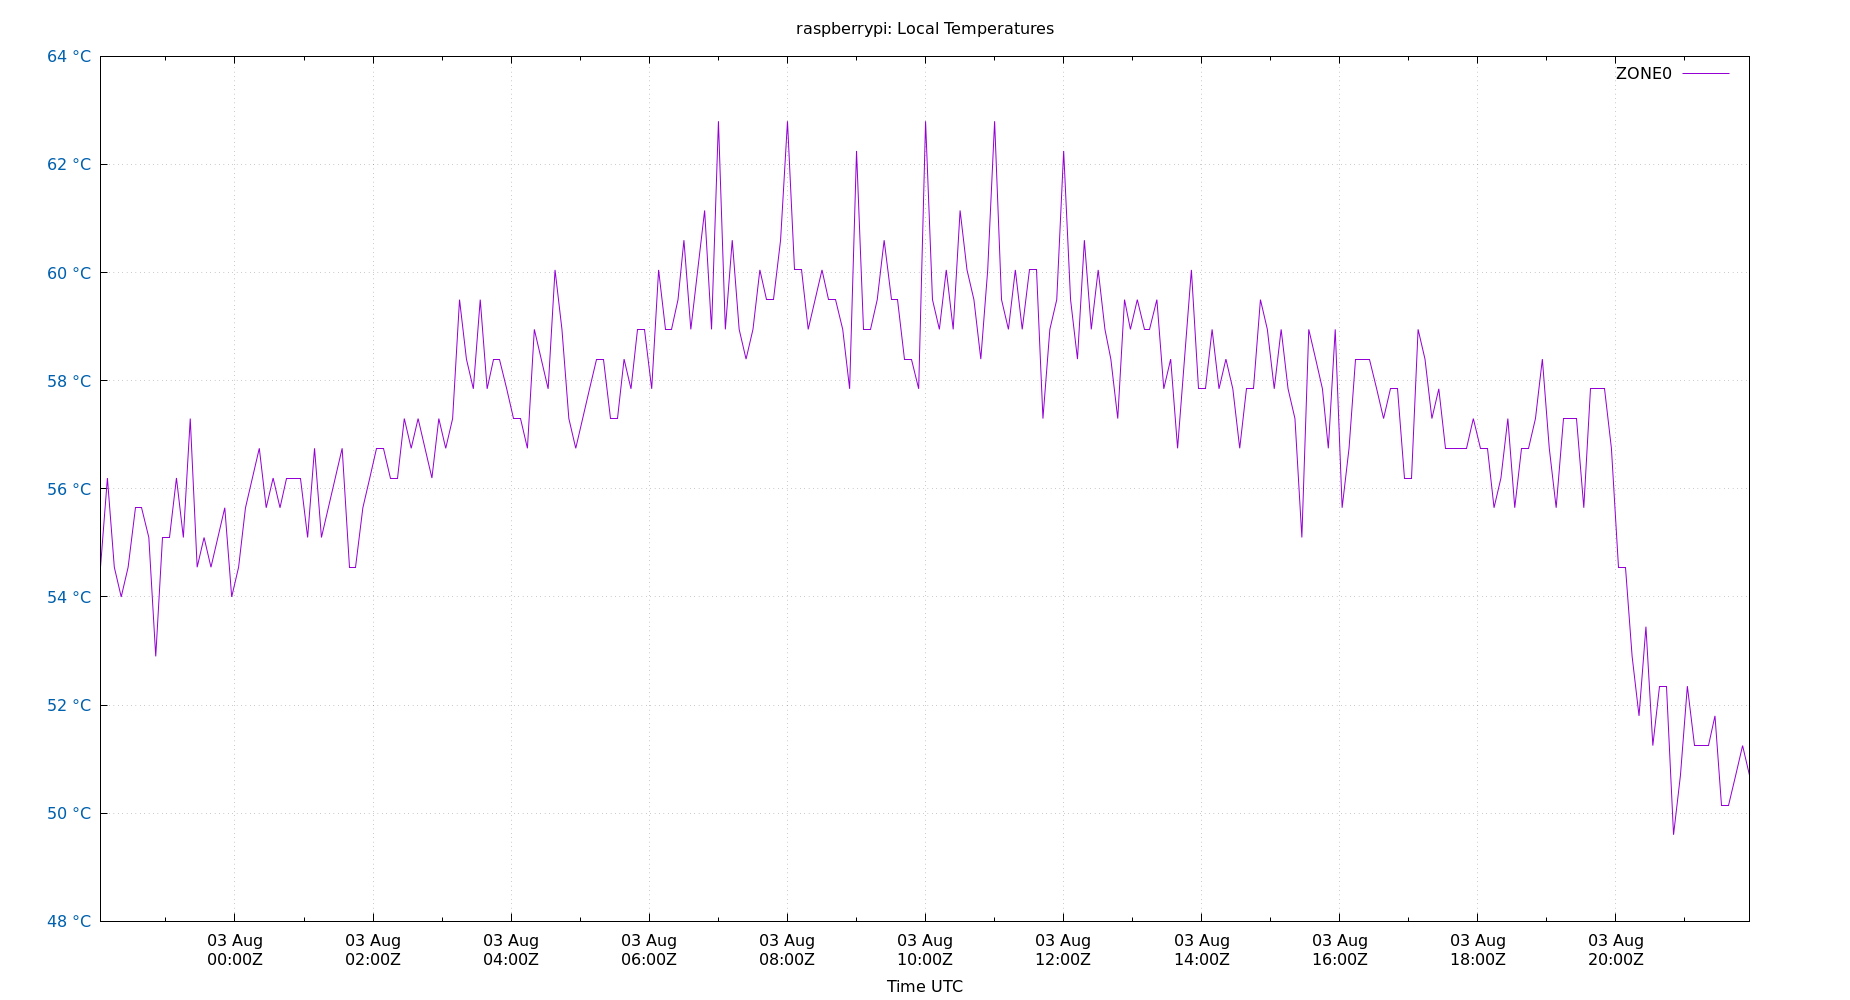 raspberrypi: Local Temperatures
64 °C
ZONE0
62 °C
60 °C
58 °C
56 °C
54 °C
52 °C
50 °C
48 °C
03 Aug 03 Aug 03 Aug 03 Aug 03 Aug 03 Aug 03 Aug 03 Aug 03 Aug 03 Aug 03 Aug
00:00Z 02:00Z 04:00Z 06:00Z 08:00Z 10:00Z 12:00Z 14:00Z 16:00Z 18:00Z 20:00Z
Time UTC